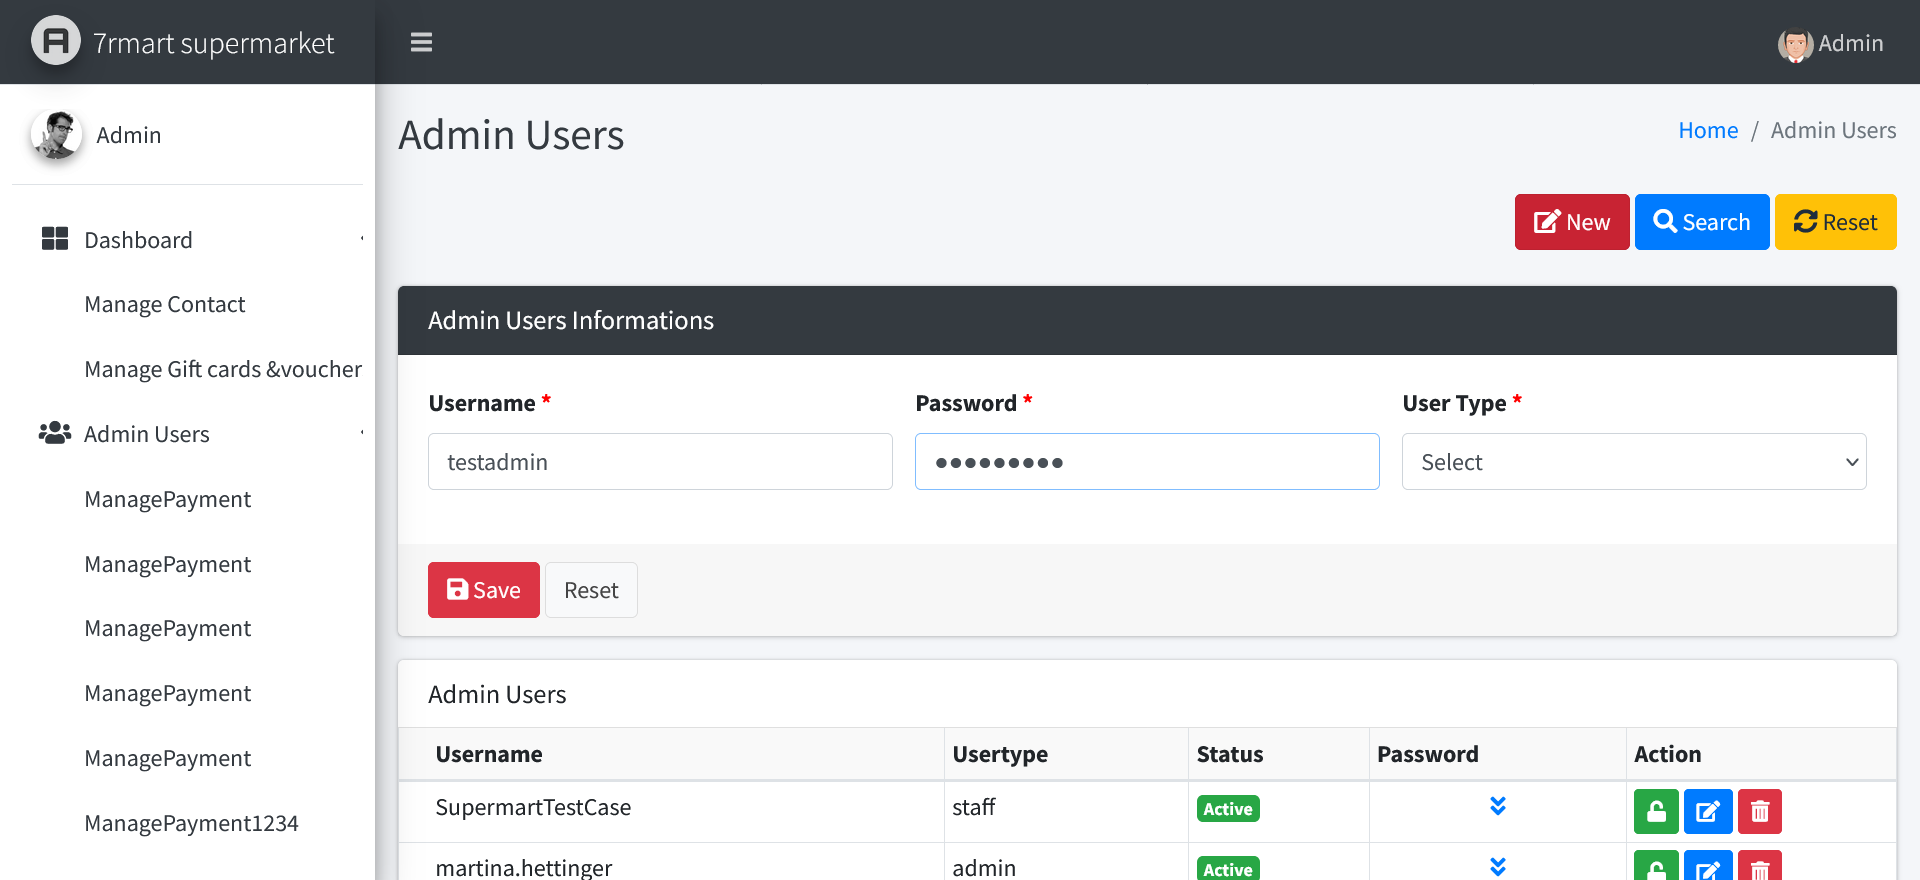 7rmart supermarket
Admin
Admin
Dashboard
Manage Contact
Manage Gift cards &voucher
Admin Users
ManagePayment
ManagePayment
ManagePayment
ManagePayment
ManagePayment
ManagePayment1234
Admin Users
Home / Admin Users
New Search Reset
Admin Users Informations
Username * Password * User Type *
testadmin ●●●●●●●●● Select
Save Reset
Admin Users
Username Usertype Status Password Action
SupermartTestCase staff Active
martina.hettinger admin Active